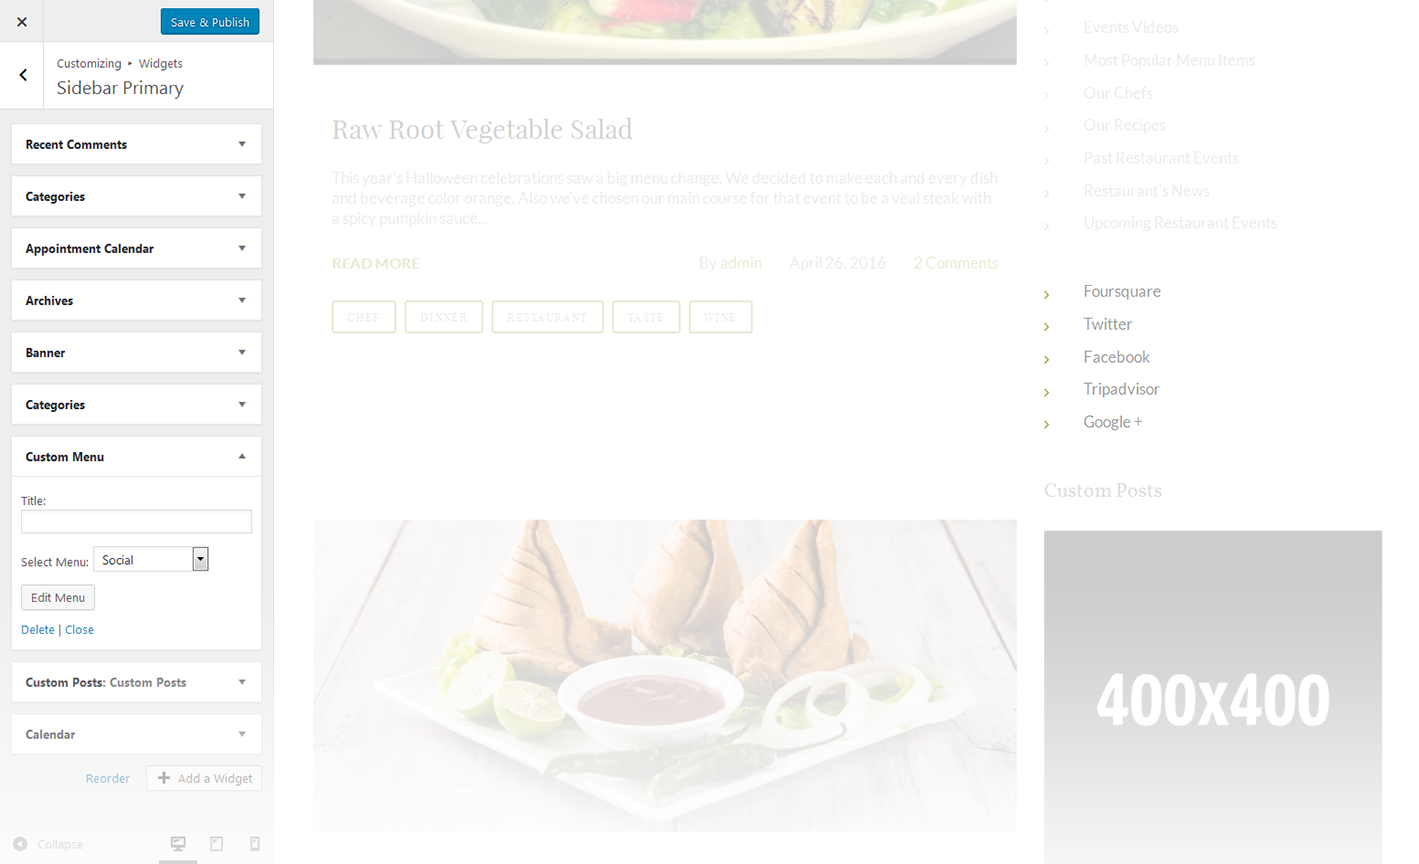 Save & Publish
Customizing ▸ Widgets
Sidebar Primary
Recent Comments
Categories
Appointment Calendar
Archives
Banner
Categories
Custom Menu
Title:
Select Menu: Social
Edit Menu
Delete | Close
Custom Posts: Custom Posts
Calendar
Reorder
Add a Widget
Collapse
Raw Root Vegetable Salad
This year's Halloween celebrations saw a big menu change. We decided to make each and every dish
and beverage color orange. Also we've chosen our main course for that event to be a veal steak with
a spicy pumpkin sauce...
READ MORE
By admin
April 26, 2016
2 Comments
CHEF
DINNER
RESTAURANT
TASTE
WINE
Events Videos
Most Popular Menu Items
Our Chefs
Our Recipes
Past Restaurant Events
Restaurant's News
Upcoming Restaurant Events
Foursquare
Twitter
Facebook
Tripadvisor
Google +
Custom Posts
400x400